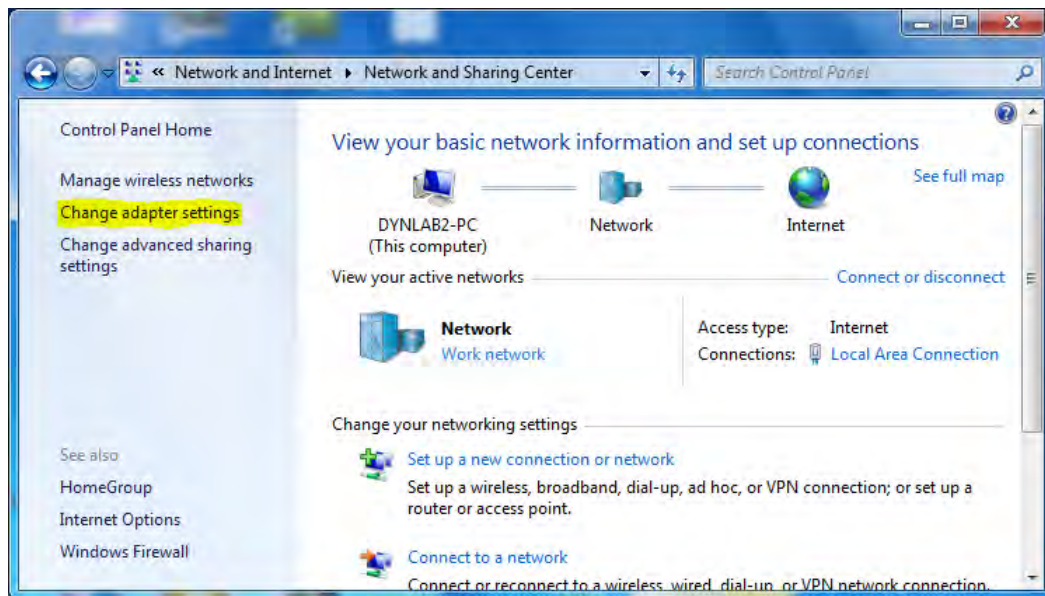 « Network and Internet ▸ Network and Sharing Center
Search Control Panel
Control Panel Home
Manage wireless networks
Change adapter settings
Change advanced sharing
settings
See also
HomeGroup
Internet Options
Windows Firewall
View your basic network information and set up connections
See full map
DYNLAB2-PC
(This computer)
Network
Internet
View your active networks
Connect or disconnect
Network
Work network
Access type: Internet
Connections: Local Area Connection
Change your networking settings
Set up a new connection or network
Set up a wireless, broadband, dial-up, ad hoc, or VPN connection; or set up a
router or access point.
Connect to a network
Connect or reconnect to a wireless, wired, dial-up, or VPN network connection.